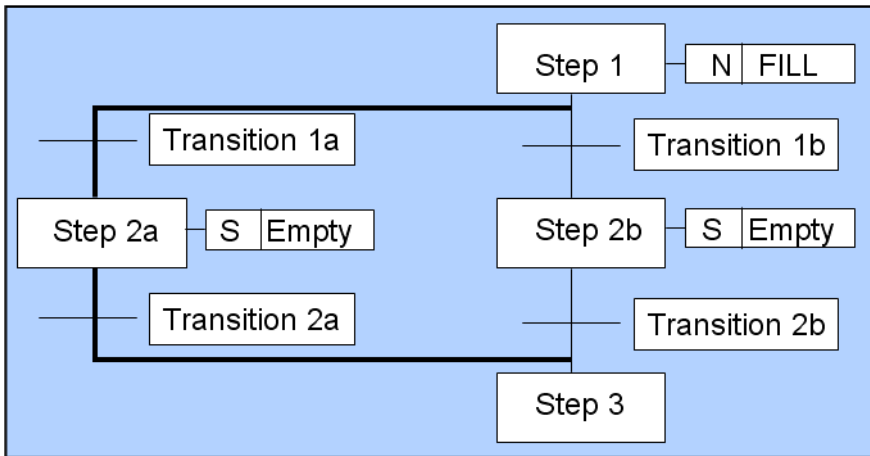 Step 1
N FILL
Transition 1a
Transition 1b
Step 2a
S Empty
Step 2b
S Empty
Transition 2a
Transition 2b
Step 3